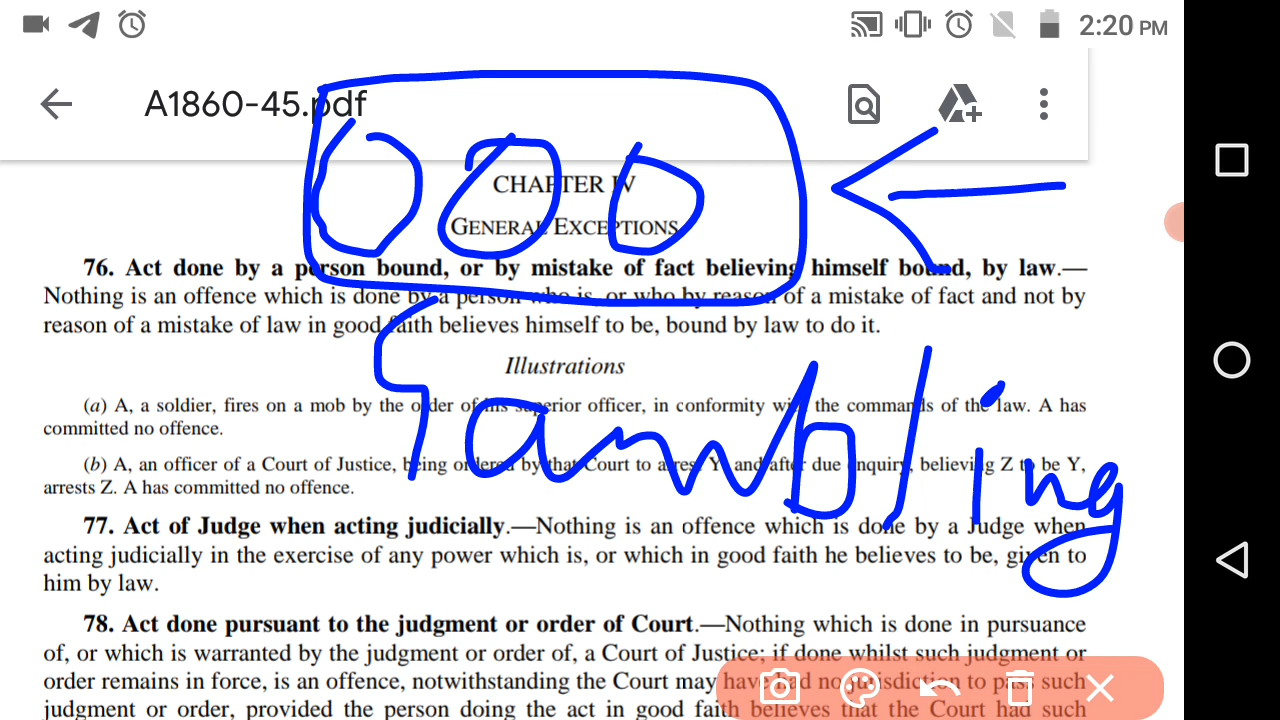 2:20 PM
A1860-45.pdf
CHAPTER IV
GENERAL EXCEPTIONS
76. Act done by a person bound, or by mistake of fact believing himself bound, by law.—
Nothing is an offence which is done by a person who is, or who by reason of a mistake of fact and not by
reason of a mistake of law in good faith believes himself to be, bound by law to do it.
Illustrations
(a) A, a soldier, fires on a mob by the order of his superior officer, in conformity with the commands of the law. A has
committed no offence.
(b) A, an officer of a Court of Justice, being ordered by that Court to arrest Y, and after due enquiry, believing Z to be Y,
arrests Z. A has committed no offence.
77. Act of Judge when acting judicially.—Nothing is an offence which is done by a Judge when
acting judicially in the exercise of any power which is, or which in good faith he believes to be, given to
him by law.
78. Act done pursuant to the judgment or order of Court.—Nothing which is done in pursuance
of, or which is warranted by the judgment or order of, a Court of Justice; if done whilst such judgment or
order remains in force, is an offence, notwithstanding the Court may have had no jurisdiction to pass such
judgment or order, provided the person doing the act in good faith believes that the Court had such